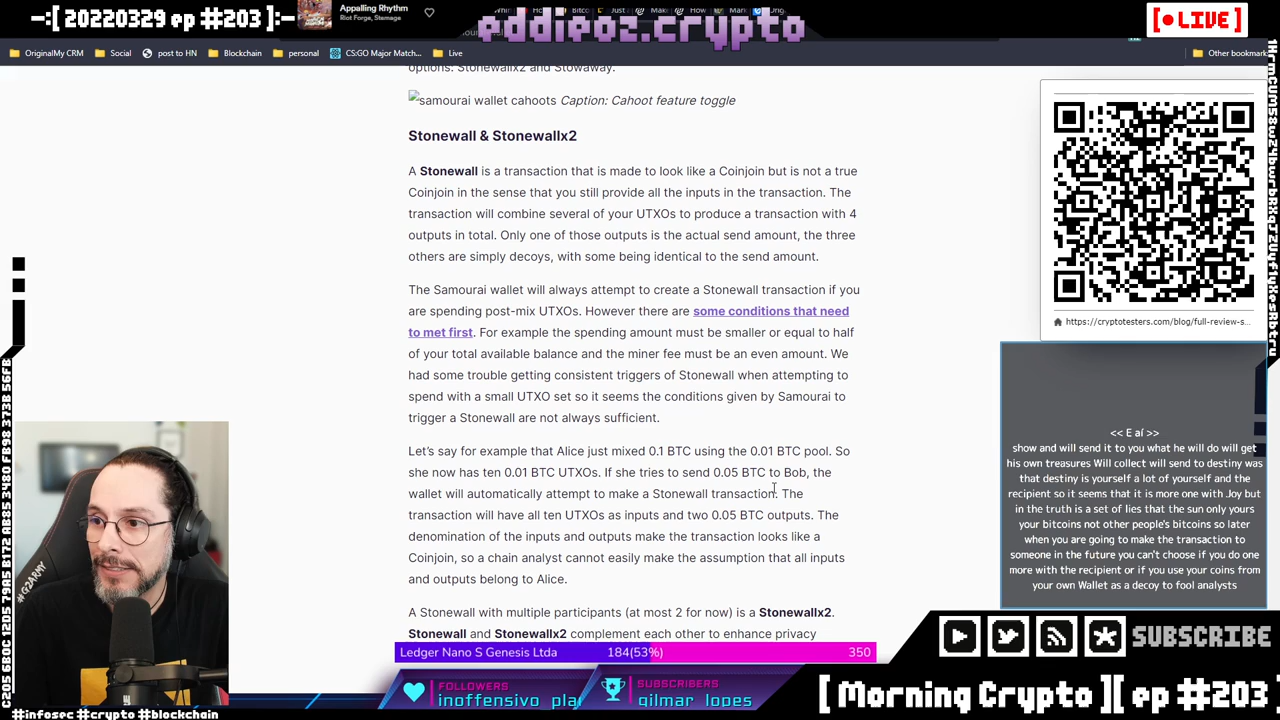 -:[ 20220329 ep #203 ]:-
Appalling Rhythm
Riot Forge, Stemage
eddieoz.crypto
[● LIVE]
OriginalMy CRM
Social
post to HN
Blockchain
personal
CS:GO Major Match...
Live
Other bookmark
options: Stonewallx2 and Stowaway.
samourai wallet cahoots Caption: Cahoot feature toggle
Stonewall & Stonewallx2
A Stonewall is a transaction that is made to look like a Coinjoin but is not a true
Coinjoin in the sense that you still provide all the inputs in the transaction. The
transaction will combine several of your UTXOs to produce a transaction with 4
outputs in total. Only one of those outputs is the actual send amount, the three
others are simply decoys, with some being identical to the send amount.
The Samourai wallet will always attempt to create a Stonewall transaction if you
are spending post-mix UTXOs. However there are some conditions that need
to met first. For example the spending amount must be smaller or equal to half
of your total available balance and the miner fee must be an even amount. We
had some trouble getting consistent triggers of Stonewall when attempting to
spend with a small UTXO set so it seems the conditions given by Samourai to
trigger a Stonewall are not always sufficient.
Let's say for example that Alice just mixed 0.1 BTC using the 0.01 BTC pool. So
she now has ten 0.01 BTC UTXOs. If she tries to send 0.05 BTC to Bob, the
wallet will automatically attempt to make a Stonewall transaction. The
transaction will have all ten UTXOs as inputs and two 0.05 BTC outputs. The
denomination of the inputs and outputs make the transaction looks like a
Coinjoin, so a chain analyst cannot easily make the assumption that all inputs
and outputs belong to Alice.
A Stonewall with multiple participants (at most 2 for now) is a Stonewallx2.
Stonewall and Stonewallx2 complement each other to enhance privacy
https://cryptotesters.com/blog/full-review-s...
<< E aí >>
show and will send it to you what he will do will get
his own treasures Will collect will send to destiny was
that destiny is yourself a lot of yourself and the
recipient so it seems that it is more one with Joy but
in the truth is a set of lies that the sun only yours
your bitcoins not other people's bitcoins so later
when you are going to make the transaction to
someone in the future you can't choose if you do one
more with the recipient or if you use your coins from
your own Wallet as a decoy to fool analysts
#G2ARMY
Ledger Nano S Genesis Ltda 184(53%) 350
FOLLOWERS
inoffensivo_pla
SUBSCRIBERS
gilmar_lopes
SUBSCRIBE
[ Morning Crypto ][ ep #203
#infosec #crypto #blockchain